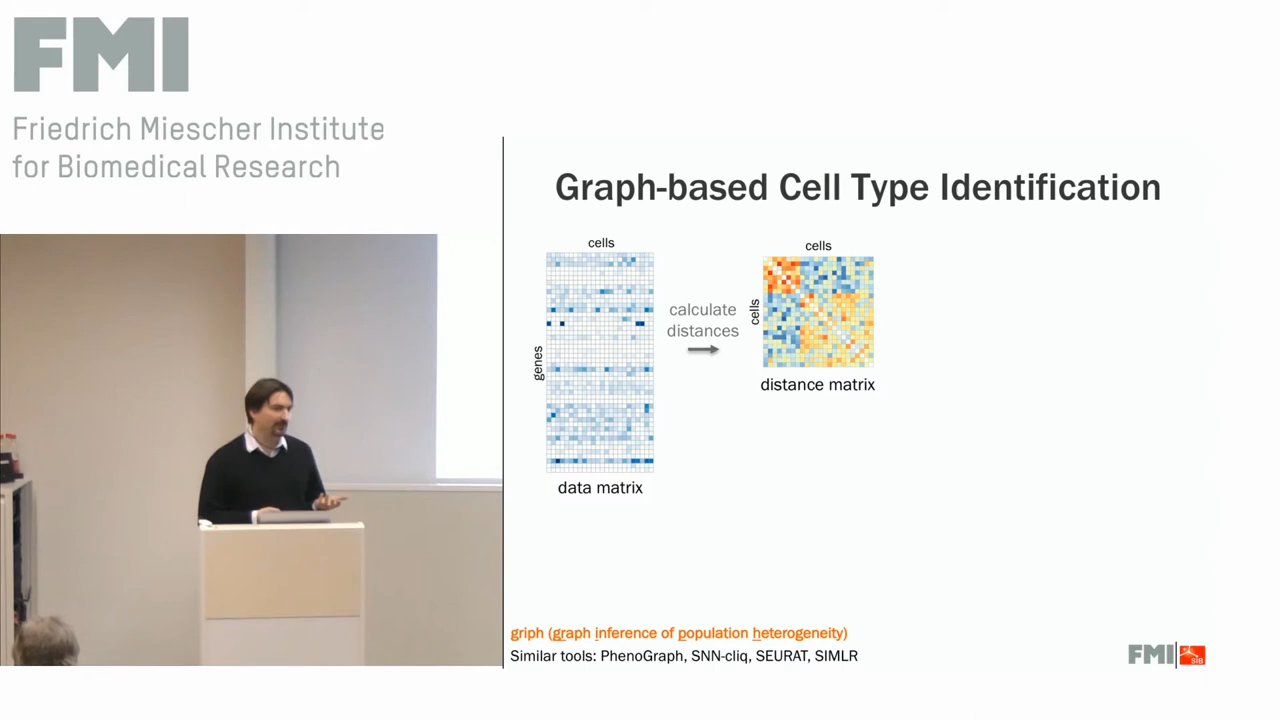 FMI
Friedrich Miescher Institute
for Biomedical Research
Graph-based Cell Type Identification
cells
genes
data matrix
calculate
distances
cells
cells
distance matrix
griph (graph inference of population heterogeneity)
Similar tools: PhenoGraph, SNN-cliq, SEURAT, SIMLR
FMI
SIB